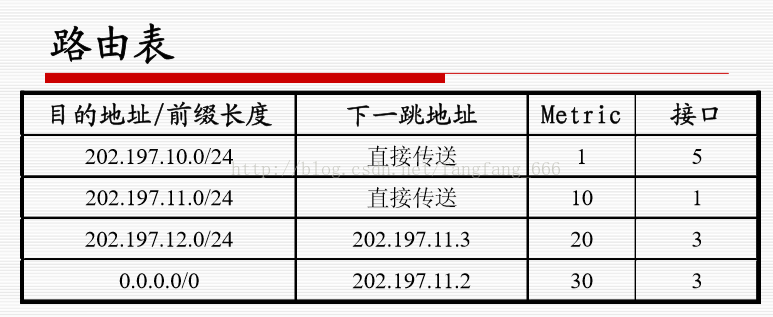 路由表
目的地址/前缀长度 下一跳地址 Metric 接口
202.197.10.0/24 直接传送 1 5
http://blog.csdn.net/fangfang_666
202.197.11.0/24 直接传送 10 1
202.197.12.0/24 202.197.11.3 20 3
0.0.0.0/0 202.197.11.2 30 3